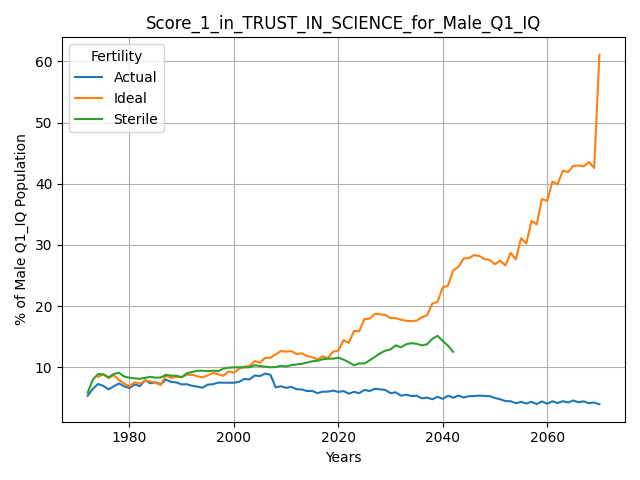 Score_1_in_TRUST_IN_SCIENCE_for_Male_Q1_IQ
Fertility
Actual
Ideal
Sterile
% of Male Q1_IQ Population
60
50
40
30
20
10
1980
2000
2020
2040
2060
Years